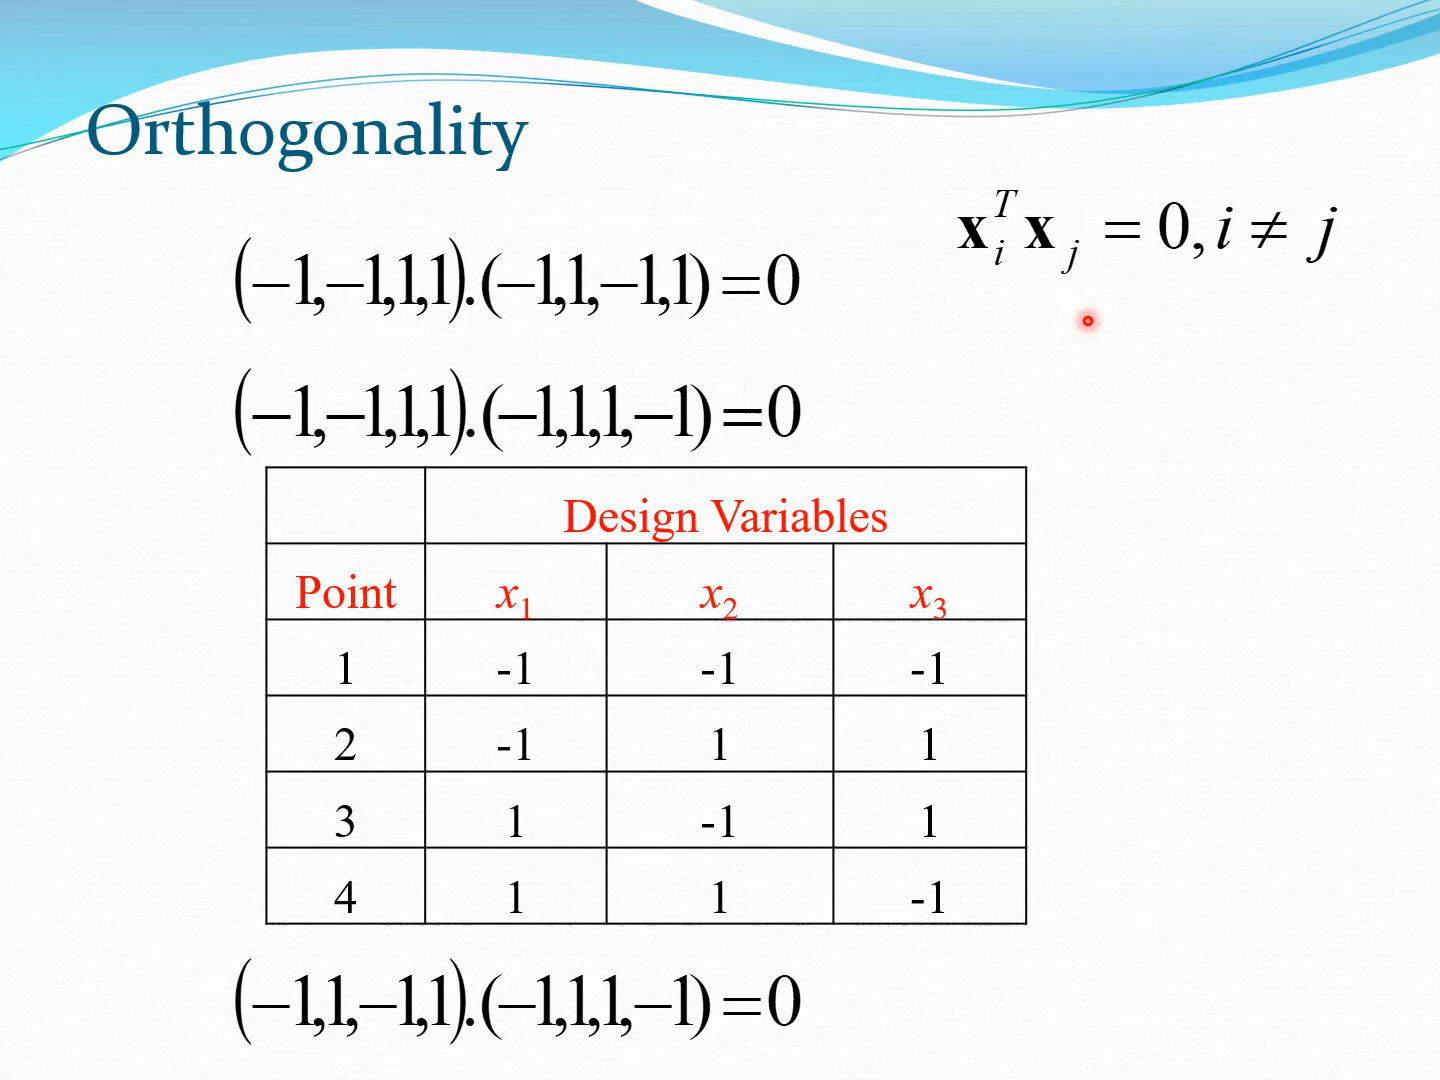 Orthogonality
𝐱ᵢᵀ𝐱ⱼ = 0, i ≠ j
(−1,−1,1,1).(−1,1,−1,1)=0
(−1,−1,1,1).(−1,1,1,−1)=0
Design Variables
Point x₁ x₂ x₃
1 -1 -1 -1
2 -1 1 1
3 1 -1 1
4 1 1 -1
(−1,1,−1,1).(−1,1,1,−1)=0